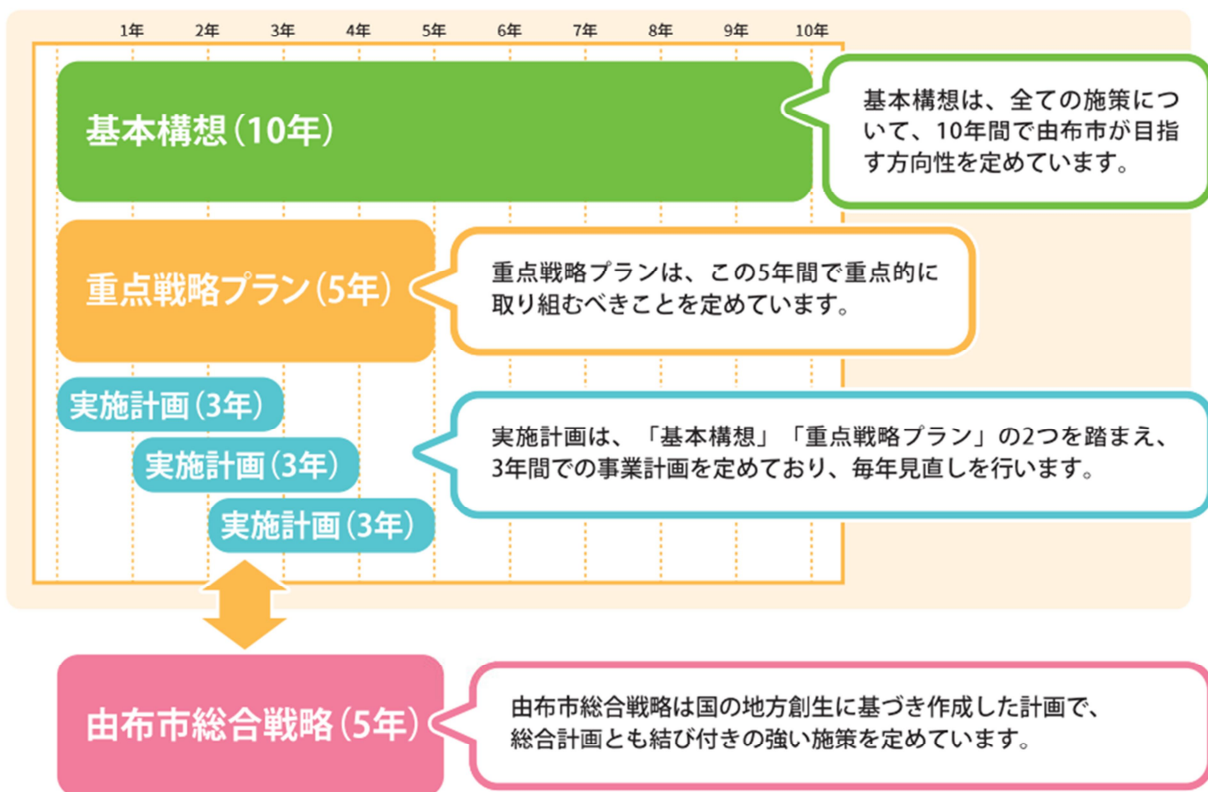 1年 2年 3年 4年 5年 6年 7年 8年 9年 10年
基本構想（10年）
基本構想は、全ての施策につ
いて、10年間で由布市が目指
す方向性を定めています。
重点戦略プラン（5年）
重点戦略プランは、この5年間で重点的に
取り組むべきことを定めています。
実施計画（3年）
実施計画（3年）
実施計画（3年）
実施計画は、「基本構想」「重点戦略プラン」の2つを踏まえ、
3年間での事業計画を定めており、毎年見直しを行います。
由布市総合戦略（5年）
由布市総合戦略は国の地方創生に基づき作成した計画で、
総合計画とも結び付きの強い施策を定めています。